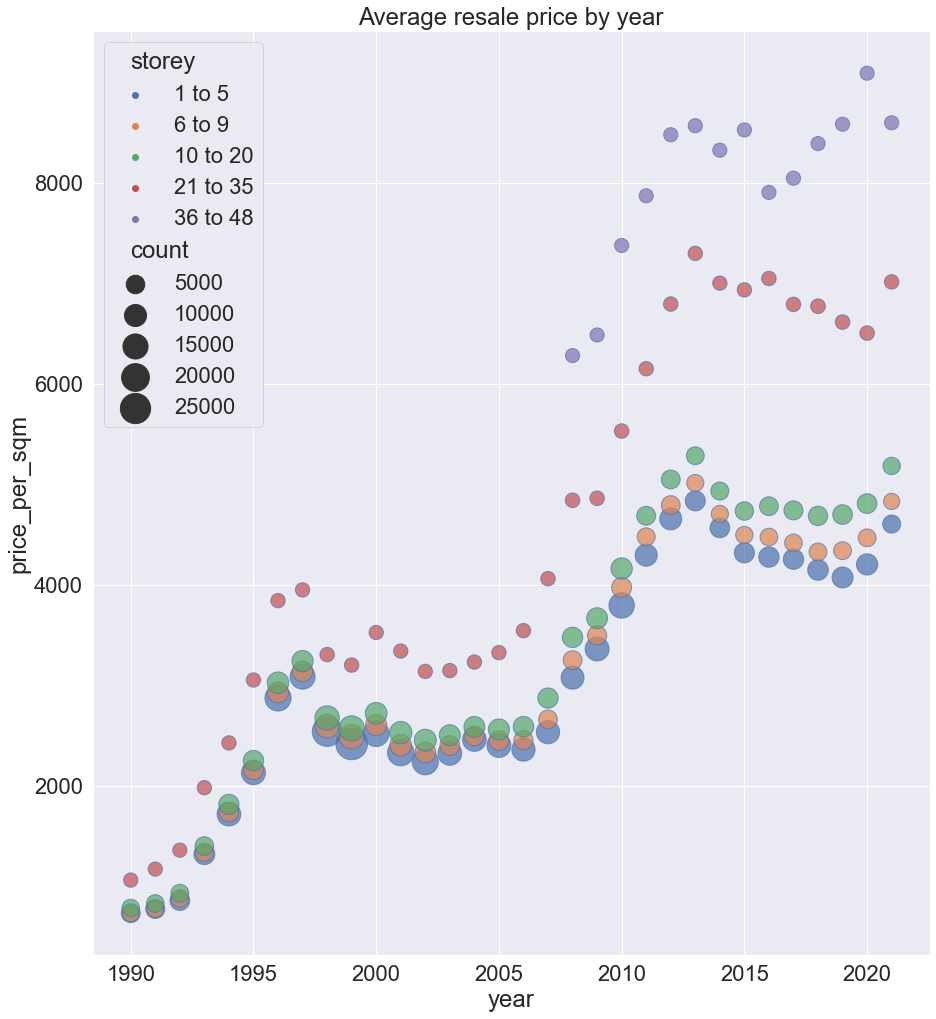 Average resale price by year
storey
1 to 5
6 to 9
10 to 20
21 to 35
36 to 48
count
5000
10000
15000
20000
25000
8000
6000
4000
2000
price_per_sqm
1990 1995 2000 2005 2010 2015 2020
year